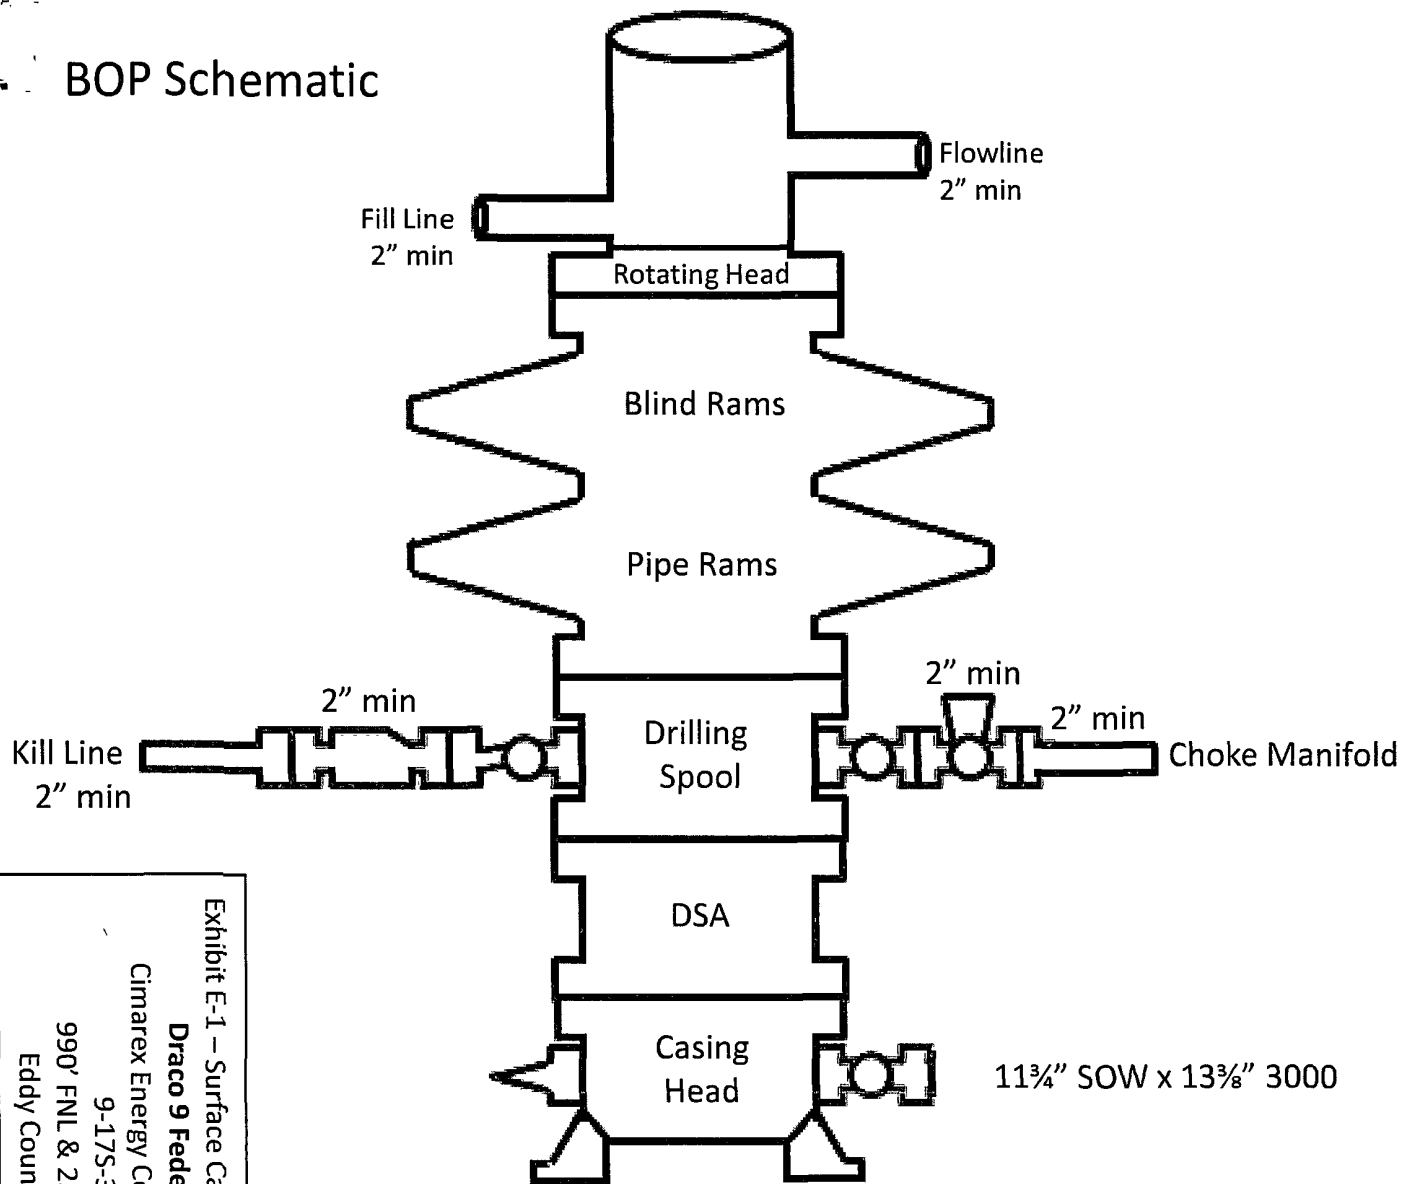 BOP Schematic
Flowline
2” min
Fill Line
2” min
Rotating Head
Blind Rams
Pipe Rams
2” min
2” min
2” min
Drilling
Spool
Kill Line
2” min
Choke Manifold
DSA
Casing
Head
11¾” SOW x 13⅜” 3000
Exhibit E-1 – Surface Ca
Draco 9 Fede
Cimarex Energy C
9-17S-3
990’ FNL & 2
Eddy Coun